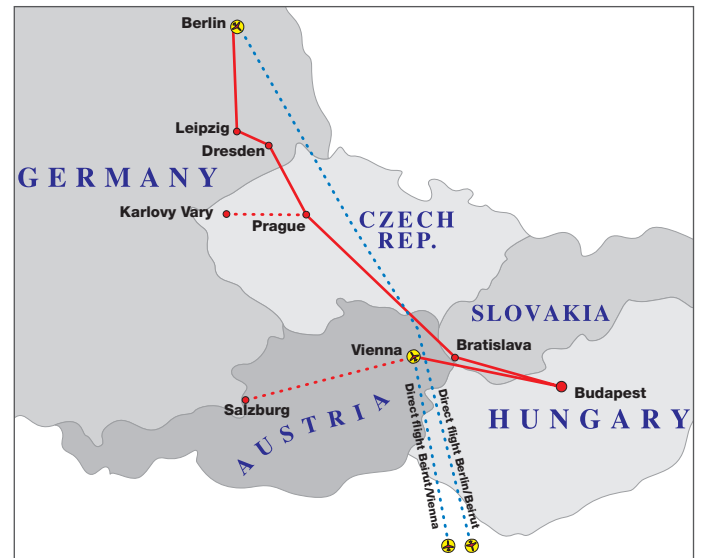 Berlin
Leipzig
Dresden
GERMANY
Karlovy Vary
Prague
CZECH
REP.
SLOVAKIA
Vienna
Bratislava
Budapest
Salzburg
AUSTRIA
HUNGARY
Direct flight Beirut/Vienna
Direct flight Berlin/Beirut